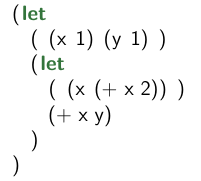 (let
( (x 1) (y 1) )
(let
( (x (+ x 2)) )
(+ x y)
)
)